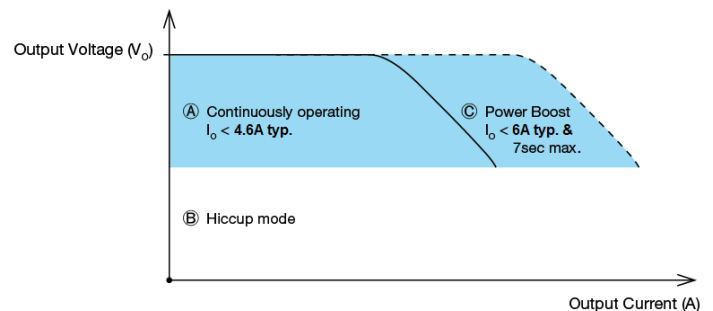 Output Voltage (Vo)
Ⓐ Continuously operating
Io < 4.6A typ.
Ⓒ Power Boost
Io < 6A typ. &
7sec max.
Ⓑ Hiccup mode
Output Current (A)